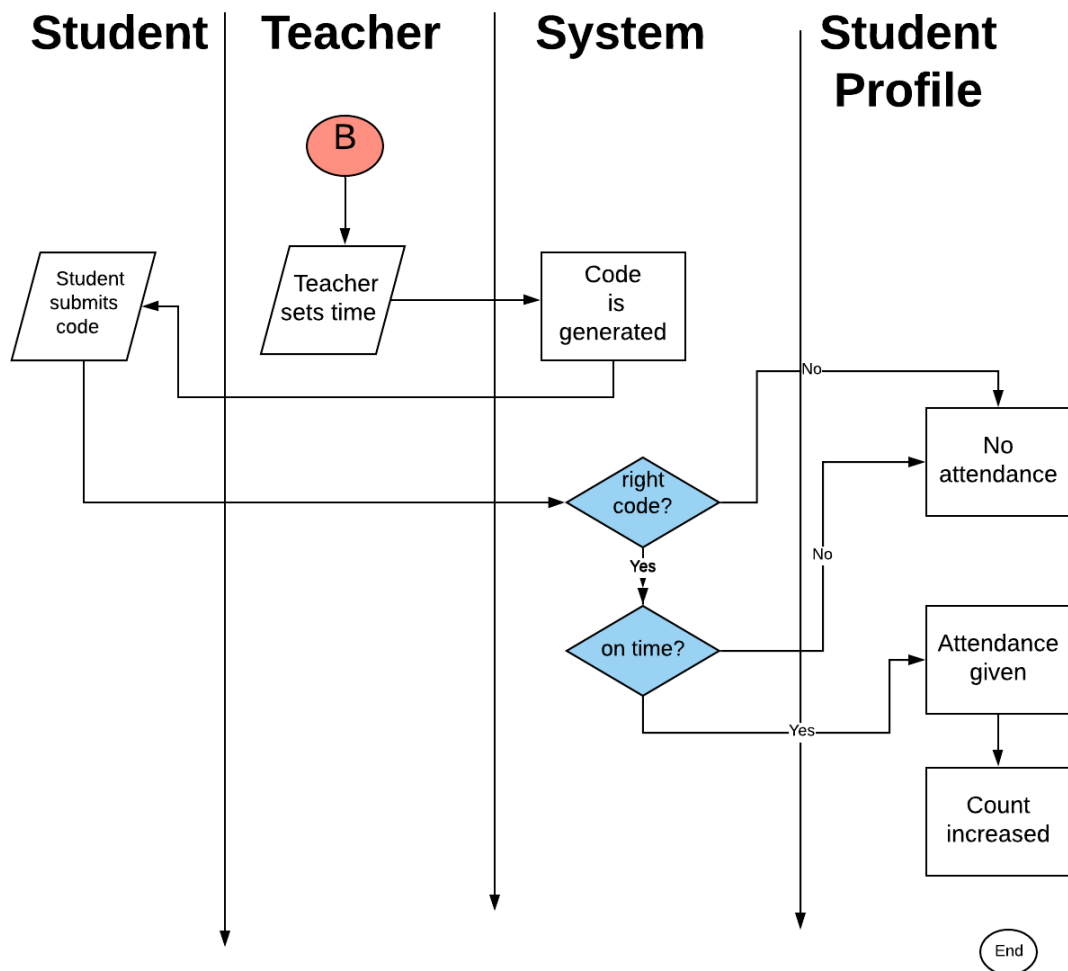 Student
Teacher
System
Student
Profile
B
Student
submits
code
Teacher
sets time
Code
is
generated
No
No
attendance
right
code?
Yes
No
on time?
Attendance
given
Yes
Count
increased
End